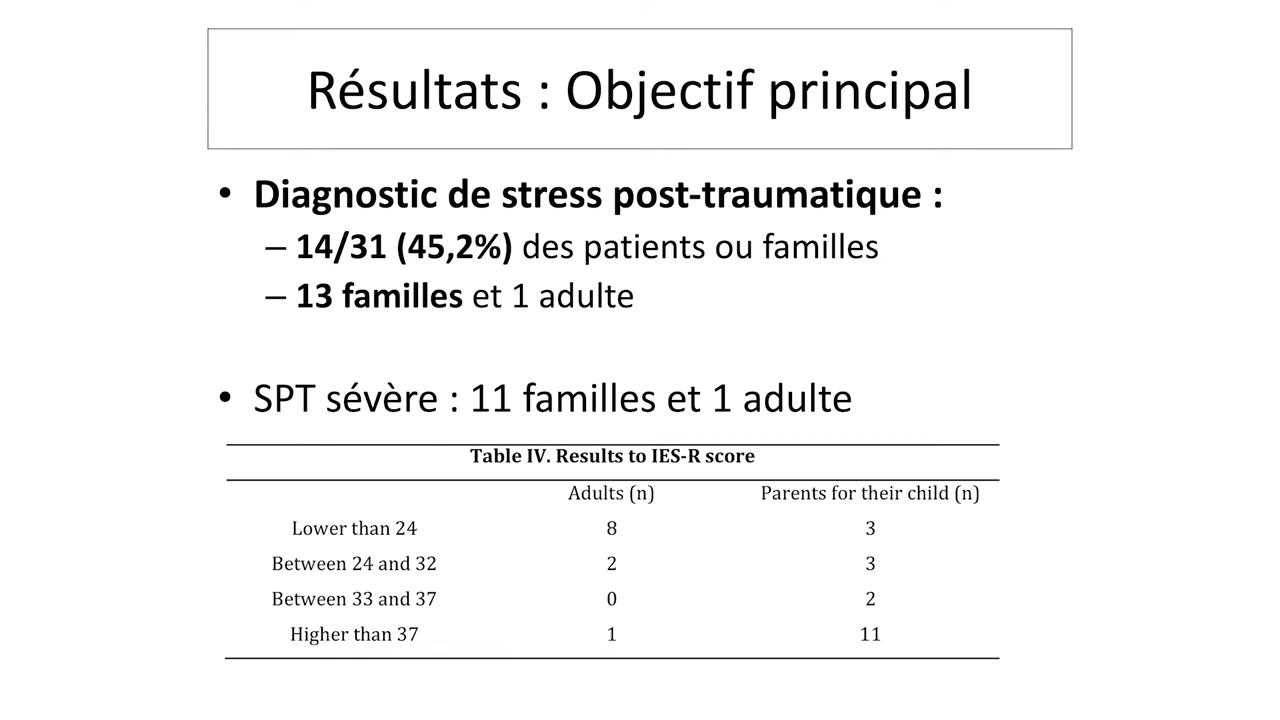 Résultats : Objectif principal
• Diagnostic de stress post-traumatique :
– 14/31 (45,2%) des patients ou familles
– 13 familles et 1 adulte
• SPT sévère : 11 familles et 1 adulte
Table IV. Results to IES-R score
Adults (n) Parents for their child (n)
Lower than 24 8 3
Between 24 and 32 2 3
Between 33 and 37 0 2
Higher than 37 1 11